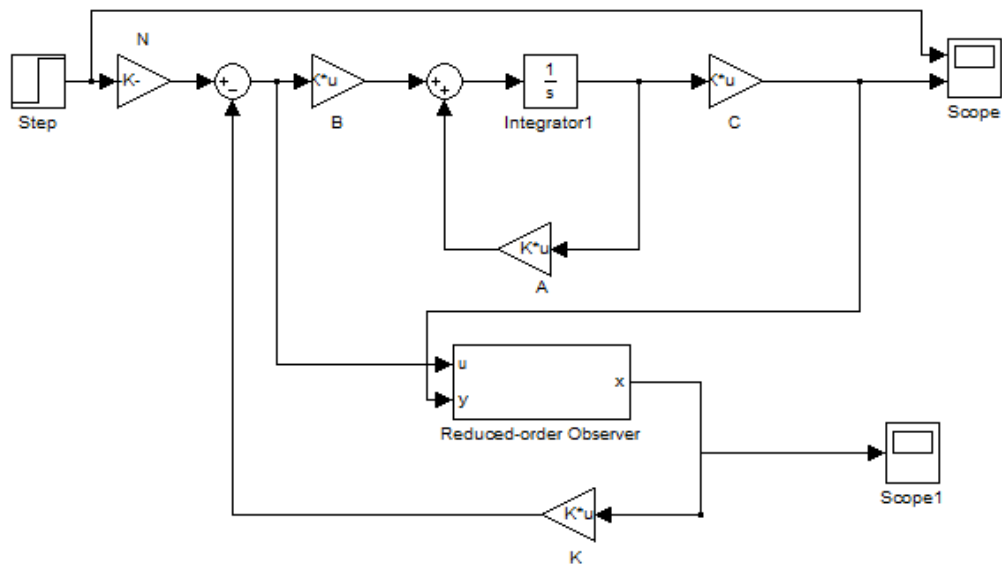 N
Step
K-
+
−
K*u
B
+
+
1
s
Integrator1
K*u
C
Scope
K*u
A
u
y
x
Reduced-order Observer
Scope1
K*u
K